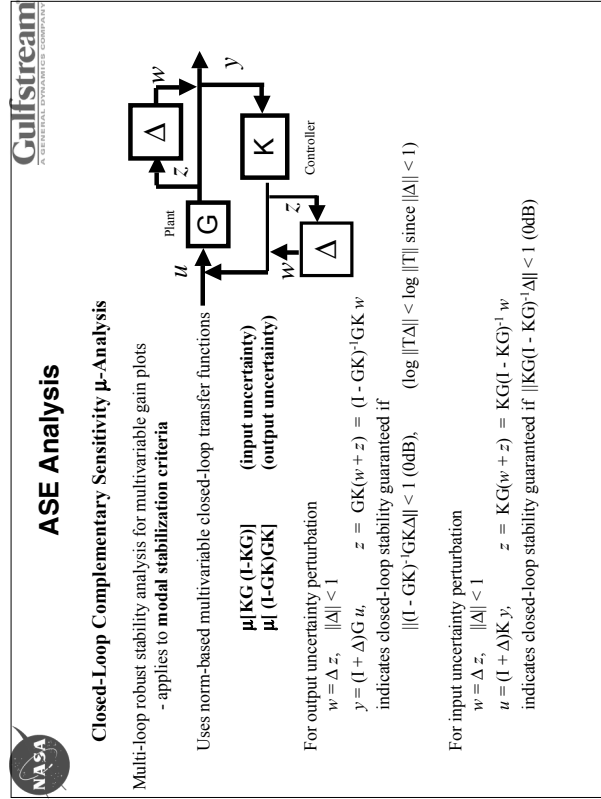 NASA
ASE Analysis
Gulfstream
A GENERAL DYNAMICS COMPANY
Closed-Loop Complementary Sensitivity μ-Analysis
Multi-loop robust stability analysis for multivariable gain plots
- applies to modal stabilization criteria
Uses norm-based multivariable closed-loop transfer functions
μ[KG (I-KG)] (input uncertainty)
μ[ (I-GK)GK] (output uncertainty)
Plant
u
G
z
Δ
w
y
K
Controller
z
Δ
w
For output uncertainty perturbation
w = Δ z, ||Δ|| < 1
y = (I + Δ)G u, z = GK(w + z) = (I - GK)⁻¹GK w
indicates closed-loop stability guaranteed if
||(I - GK)⁻¹GKΔ|| < 1 (0dB), (log ||TΔ|| < log ||T|| since ||Δ|| < 1)
For input uncertainty perturbation
w = Δ z, ||Δ|| < 1
u = (I + Δ)K y, z = KG(w + z) = KG(I - KG)⁻¹ w
indicates closed-loop stability guaranteed if ||KG(I - KG)⁻¹Δ|| < 1 (0dB)